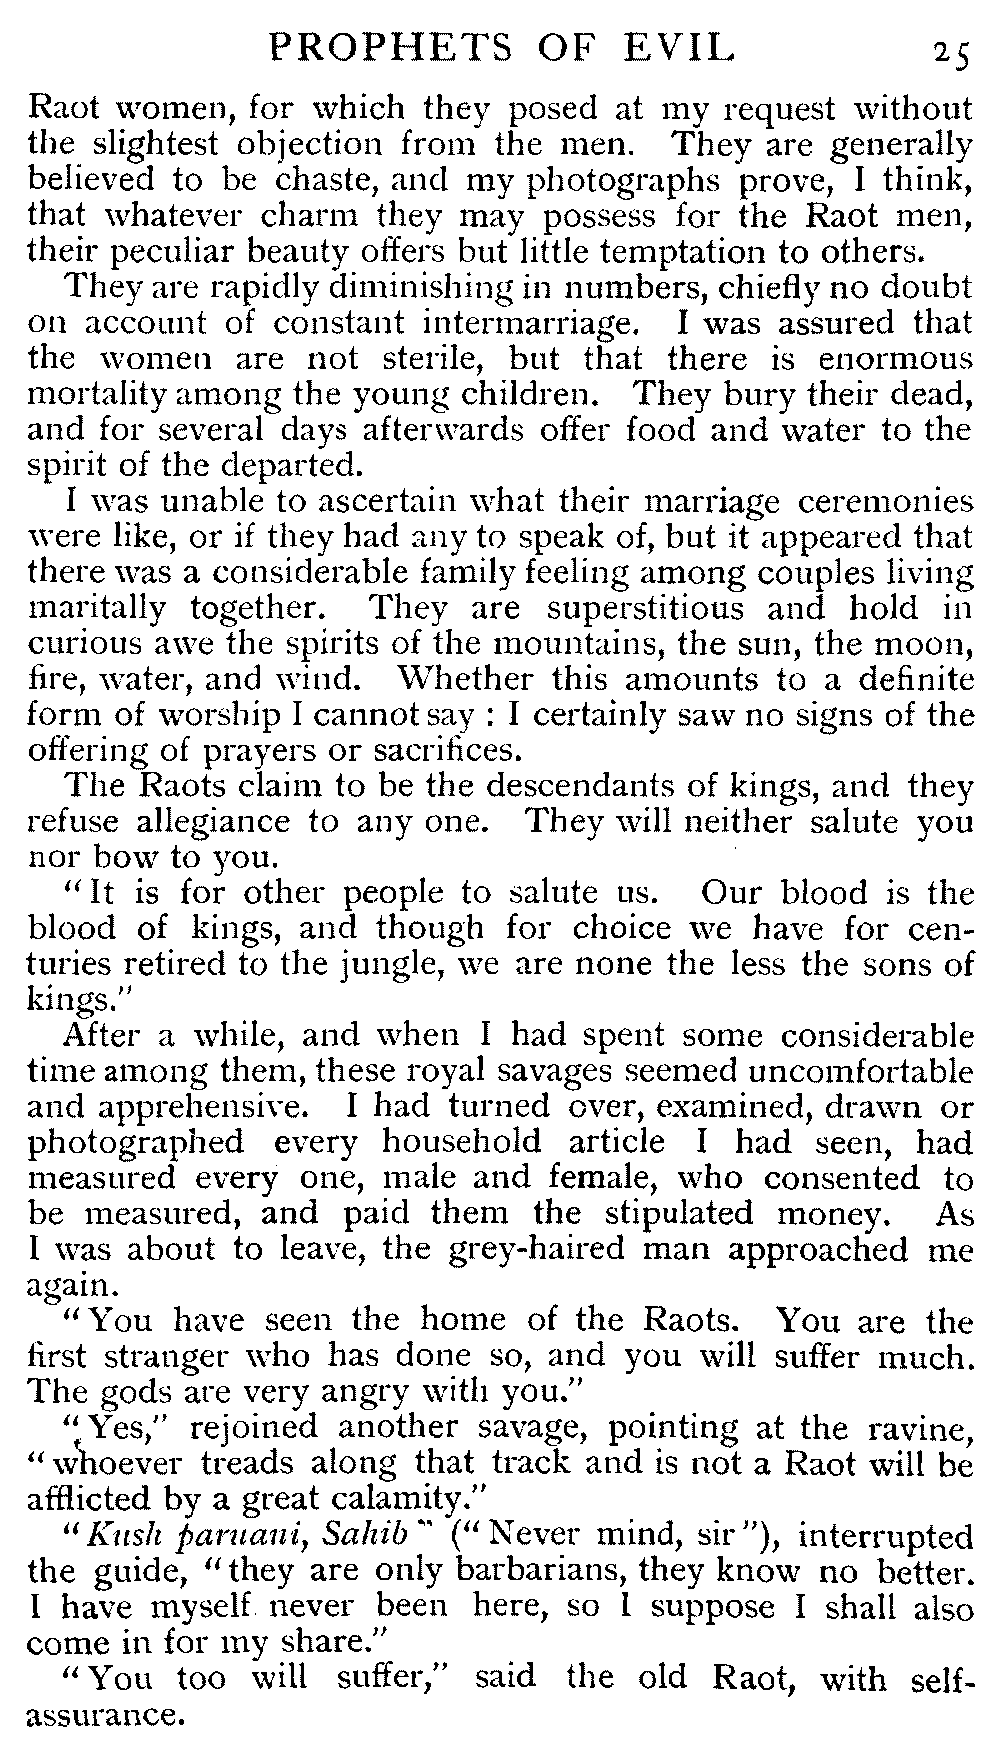 PROPHETS OF EVIL 25
Raot women, for which they posed at my request without
the slightest objection from the men. They are generally
believed to be chaste, and my photographs prove, I think,
that whatever charm they may possess for the Raot men,
their peculiar beauty offers but little temptation to others.
They are rapidly diminishing in numbers, chiefly no doubt
on account of constant intermarriage. I was assured that
the women are not sterile, but that there is enormous
mortality among the young children. They bury their dead,
and for several days afterwards offer food and water to the
spirit of the departed.
I was unable to ascertain what their marriage ceremonies
were like, or if they had any to speak of, but it appeared that
there was a considerable family feeling among couples living
maritally together. They are superstitious and hold in
curious awe the spirits of the mountains, the sun, the moon,
fire, water, and wind. Whether this amounts to a definite
form of worship I cannot say : I certainly saw no signs of the
offering of prayers or sacrifices.
The Raots claim to be the descendants of kings, and they
refuse allegiance to any one. They will neither salute you
nor bow to you.
"It is for other people to salute us. Our blood is the
blood of kings, and though for choice we have for cen-
turies retired to the jungle, we are none the less the sons of
kings."
After a while, and when I had spent some considerable
time among them, these royal savages seemed uncomfortable
and apprehensive. I had turned over, examined, drawn or
photographed every household article I had seen, had
measured every one, male and female, who consented to
be measured, and paid them the stipulated money. As
I was about to leave, the grey-haired man approached me
again.
"You have seen the home of the Raots. You are the
first stranger who has done so, and you will suffer much.
The gods are very angry with you."
"Yes," rejoined another savage, pointing at the ravine,
"whoever treads along that track and is not a Raot will be
afflicted by a great calamity."
"Kush paruani, Sahib" ("Never mind, sir"), interrupted
the guide, "they are only barbarians, they know no better.
I have myself never been here, so I suppose I shall also
come in for my share."
"You too will suffer," said the old Raot, with self-
assurance.